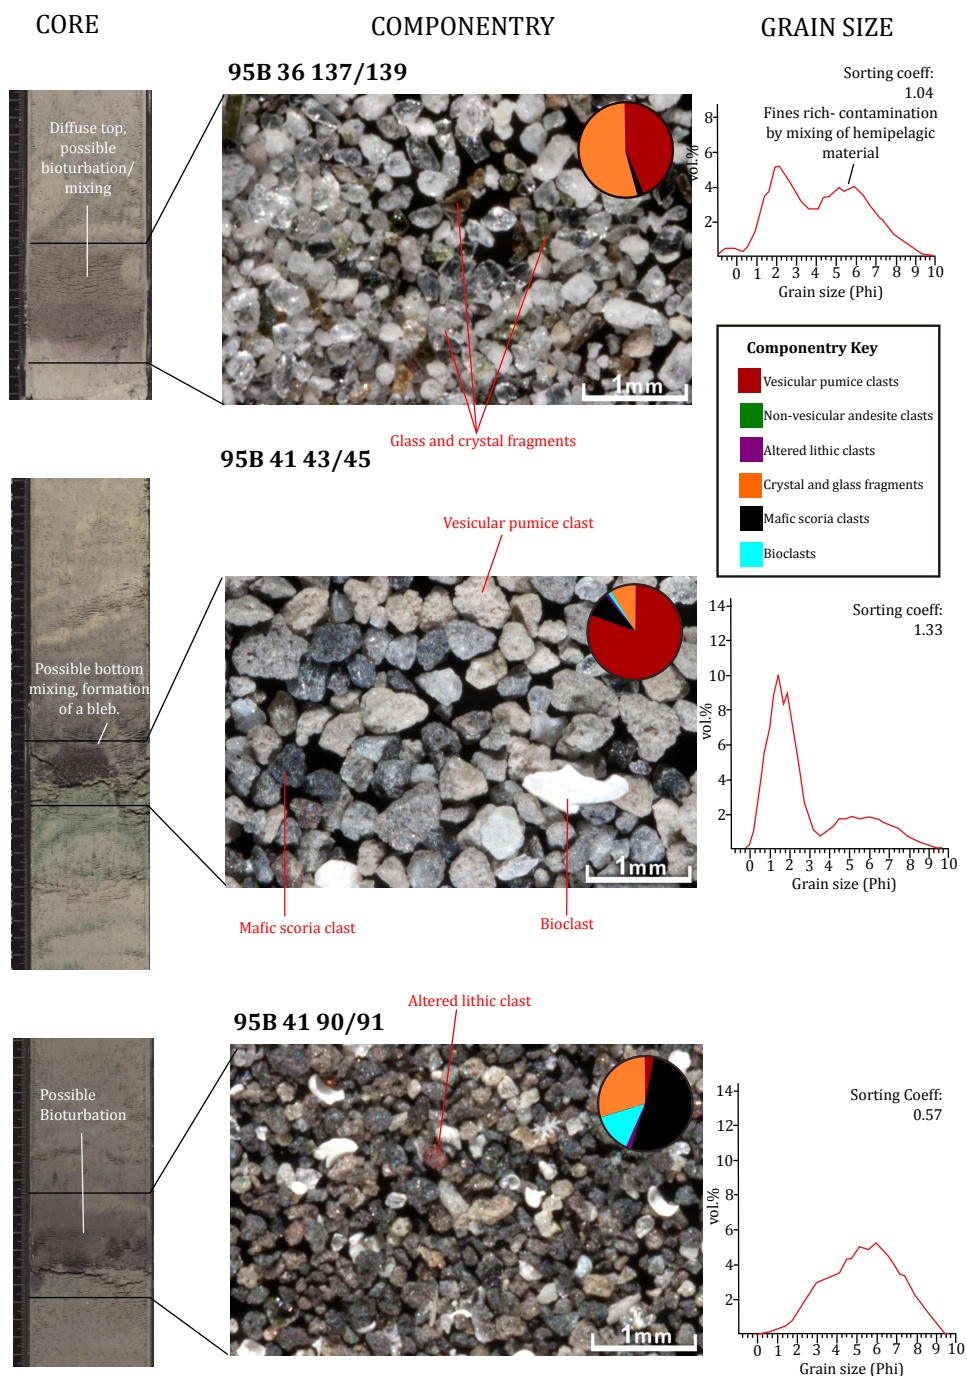 CORE
COMPONENTRY
GRAIN SIZE
95B 36 137/139
Diffuse top,
possible
bioturbation/
mixing
1mm
Glass and crystal fragments
Sorting coeff:
1.04
Fines rich- contamination
by mixing of hemipelagic
material
vol.%
8
6
4
2
0 1 2 3 4 5 6 7 8 9 10
Grain size (Phi)
Componentry Key
Vesicular pumice clasts
Non-vesicular andesite clasts
Altered lithic clasts
Crystal and glass fragments
Mafic scoria clasts
Bioclasts
95B 41 43/45
Vesicular pumice clast
Possible bottom
mixing, formation
of a bleb.
1mm
Mafic scoria clast
Bioclast
Sorting coeff:
1.33
vol.%
14
12
10
8
6
4
2
0 1 2 3 4 5 6 7 8 9 10
Grain size (Phi)
Altered lithic clast
95B 41 90/91
Possible
Bioturbation
1mm
Sorting Coeff:
0.57
vol.%
14
12
10
8
6
4
2
0 1 2 3 4 5 6 7 8 9 10
Grain size (Phi)